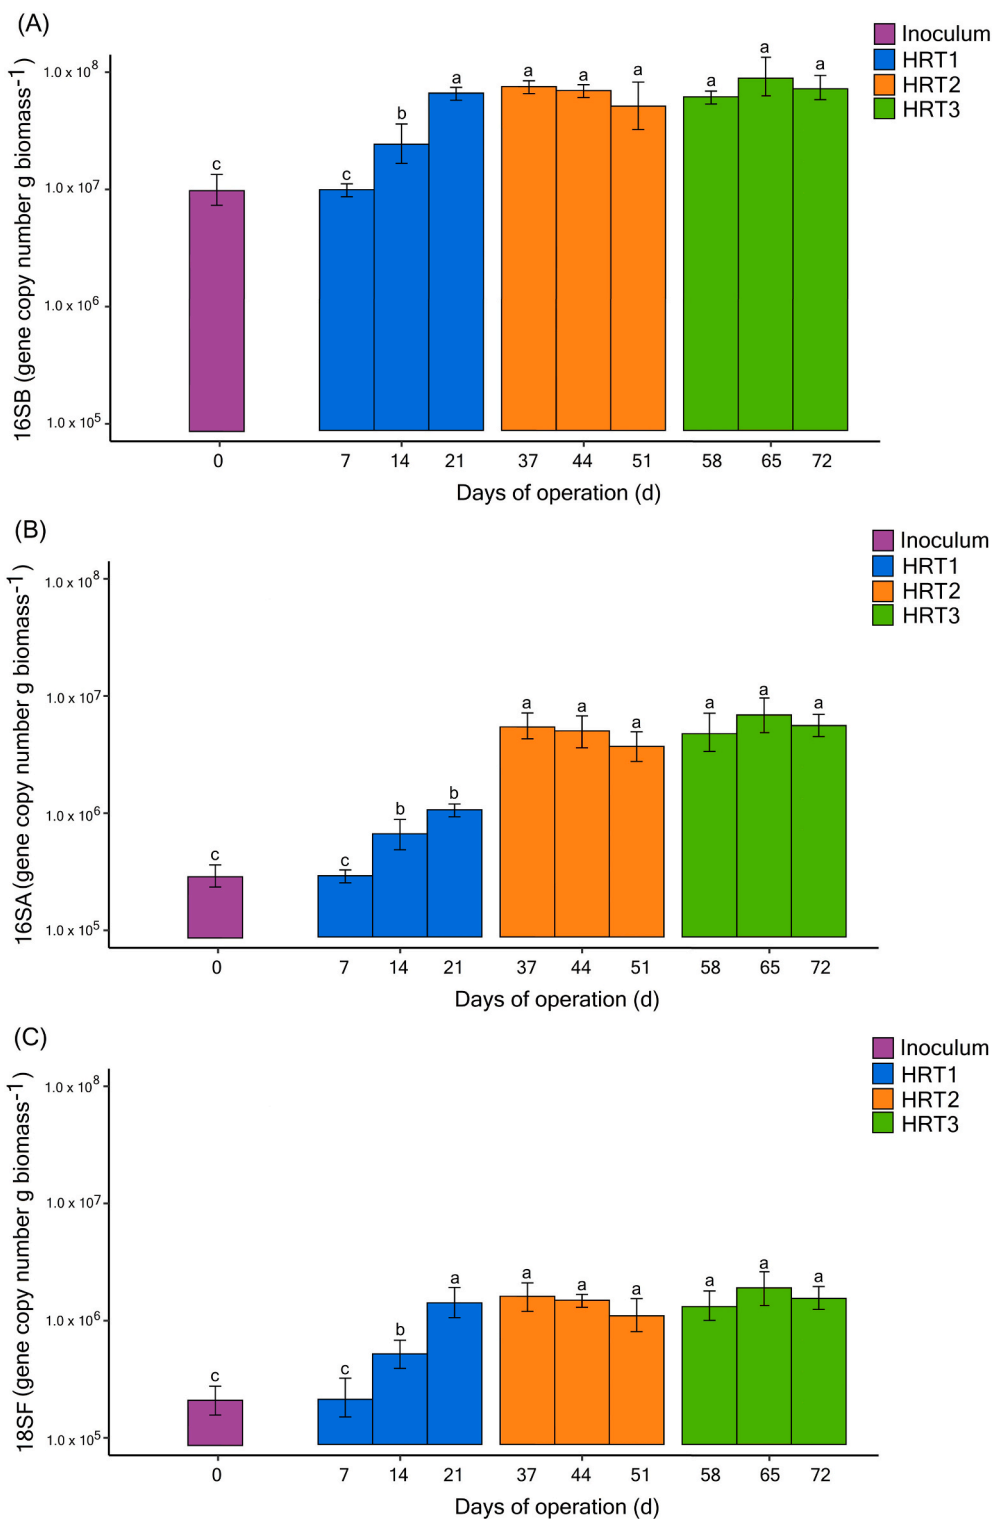 (A)
Inoculum
HRT1
HRT2
HRT3
16SB (gene copy number g biomass-1)
1.0 x 10^8
1.0 x 10^7
1.0 x 10^6
1.0 x 10^5
c
c
b
a
a
a
a
a
a
a
0 7 14 21 37 44 51 58 65 72
Days of operation (d)
(B)
Inoculum
HRT1
HRT2
HRT3
16SA (gene copy number g biomass-1)
1.0 x 10^8
1.0 x 10^7
1.0 x 10^6
1.0 x 10^5
c
c
b
b
a
a
a
a
a
a
0 7 14 21 37 44 51 58 65 72
Days of operation (d)
(C)
Inoculum
HRT1
HRT2
HRT3
18SF (gene copy number g biomass-1)
1.0 x 10^8
1.0 x 10^7
1.0 x 10^6
1.0 x 10^5
c
c
b
a
a
a
a
a
a
a
0 7 14 21 37 44 51 58 65 72
Days of operation (d)